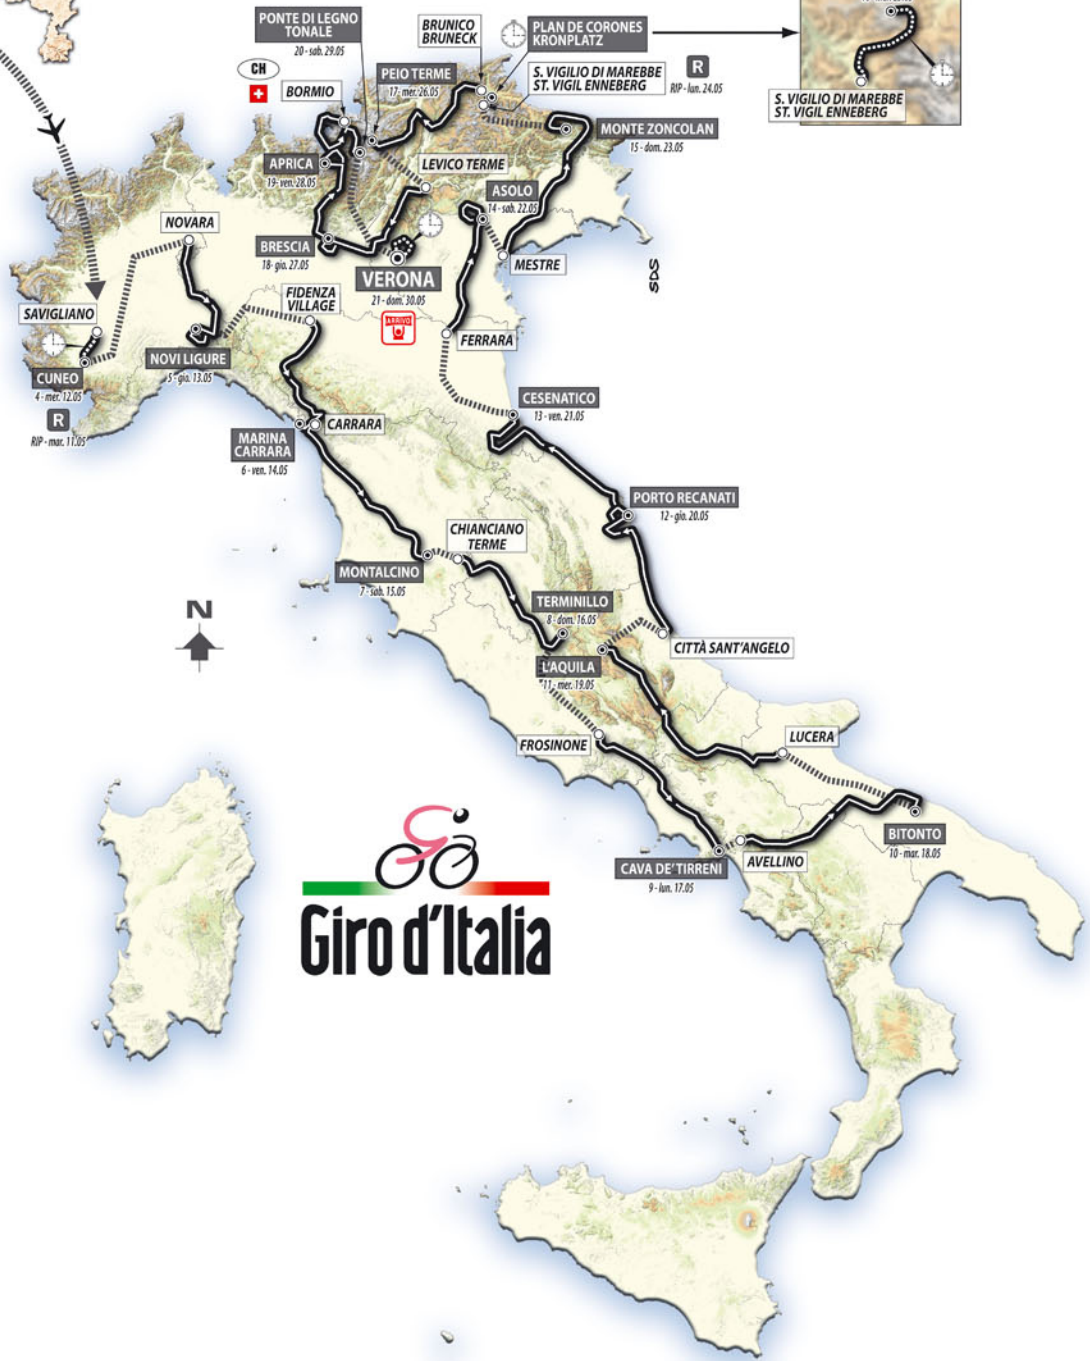 PONTE DI LEGNO
TONALE
20 - sab. 29.05
BRUNICO
BRUNECK
PLAN DE CORONES
KRONPLATZ
S. VIGILIO DI MAREBBE
ST. VIGIL ENNEBERG
R
RIP - lun. 24.05
S. VIGILIO DI MAREBBE
ST. VIGIL ENNEBERG
CH
BORMIO
PEIO TERME
17- mer. 26.05
MONTE ZONCOLAN
15 - dom. 23.05
APRICA
19- ven. 28.05
LEVICO TERME
ASOLO
14 - sab. 22.05
NOVARA
BRESCIA
18- gio. 27.05
VERONA
21 - dom. 30.05
ARRIVO
MESTRE
SDS
SAVIGLIANO
FIDENZA
VILLAGE
FERRARA
NOVI LIGURE
5 - gio. 13.05
CUNEO
4 - mer. 12.05
R
RIP - mar. 11.05
CESENATICO
13 - ven. 21.05
CARRARA
MARINA
CARRARA
6 - ven. 14.05
PORTO RECANATI
12 - gio. 20.05
CHIANCIANO
TERME
MONTALCINO
7 - sab. 15.05
TERMINILLO
8 - dom. 16.05
N
CITTÀ SANT'ANGELO
L'AQUILA
11 - mer. 19.05
FROSINONE
LUCERA
BITONTO
10 - mar. 18.05
CAVA DE' TIRRENI
9 - lun. 17.05
AVELLINO
Giro d'Italia